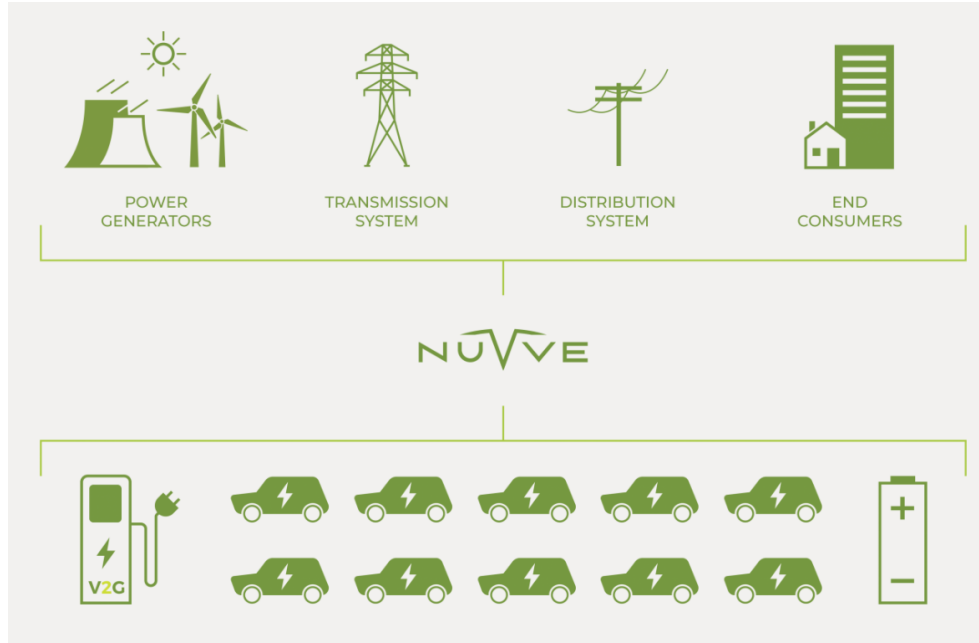 POWER
GENERATORS
TRANSMISSION
SYSTEM
DISTRIBUTION
SYSTEM
END
CONSUMERS
NUVVE
V2G
+
−